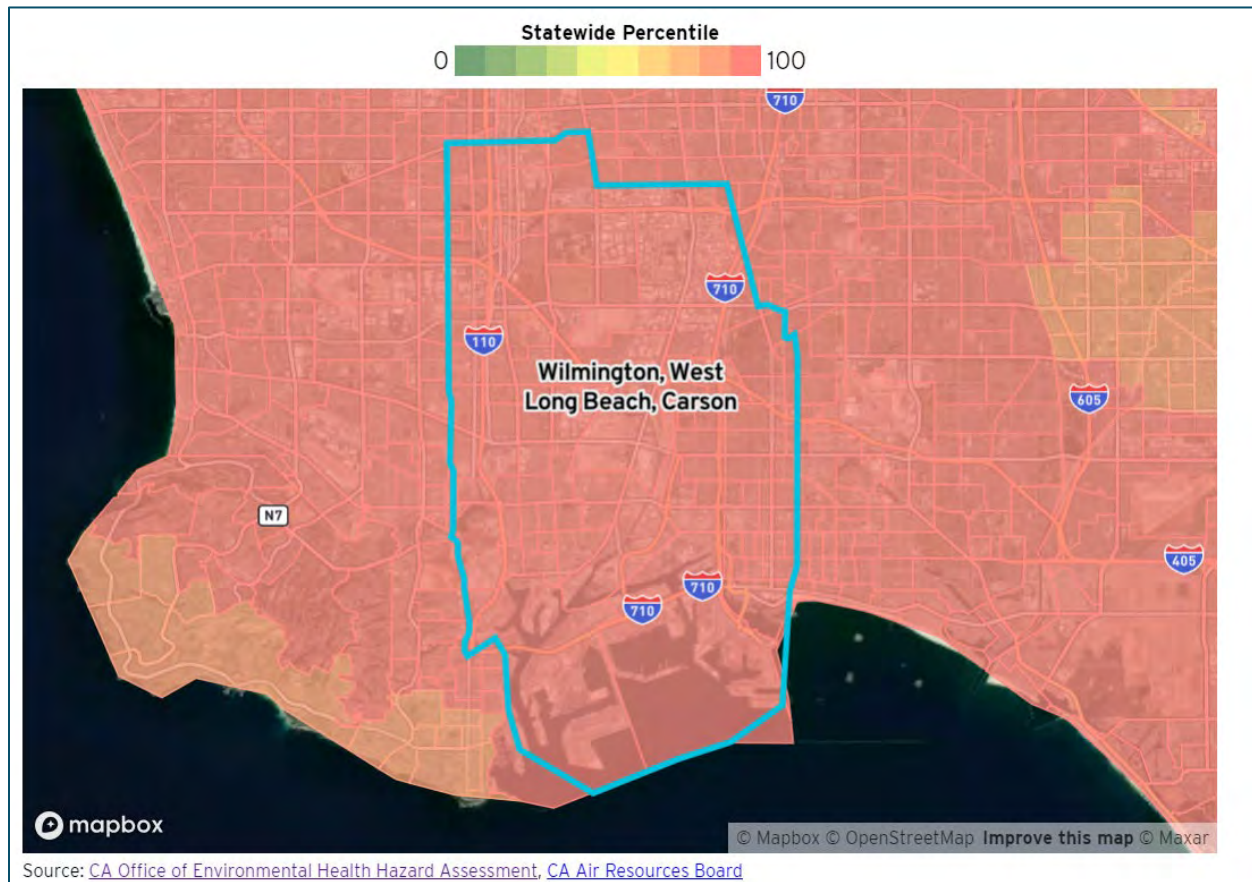 Statewide Percentile
0 100
710
710
110
Wilmington, West
Long Beach, Carson
605
N7
405
710
710
mapbox
© Mapbox © OpenStreetMap Improve this map © Maxar
Source: CA Office of Environmental Health Hazard Assessment, CA Air Resources Board